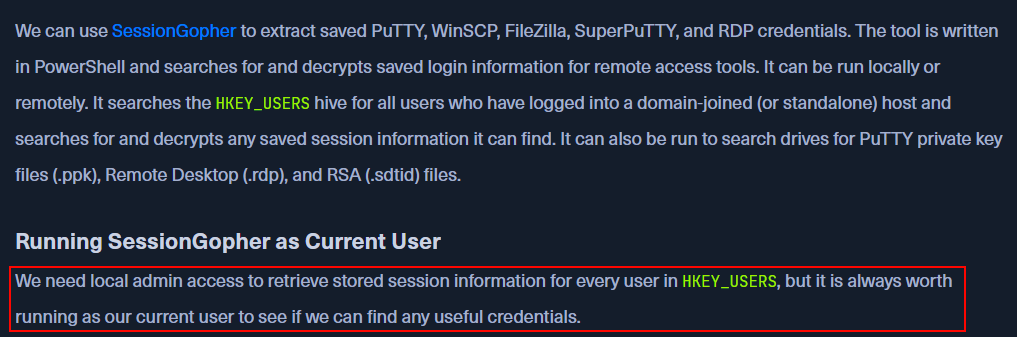 We can use SessionGopher to extract saved PuTTY, WinSCP, FileZilla, SuperPuTTY, and RDP credentials. The tool is written
in PowerShell and searches for and decrypts saved login information for remote access tools. It can be run locally or
remotely. It searches the HKEY_USERS hive for all users who have logged into a domain-joined (or standalone) host and
searches for and decrypts any saved session information it can find. It can also be run to search drives for PuTTY private key
files (.ppk), Remote Desktop (.rdp), and RSA (.sdtid) files.
Running SessionGopher as Current User
We need local admin access to retrieve stored session information for every user in HKEY_USERS, but it is always worth
running as our current user to see if we can find any useful credentials.